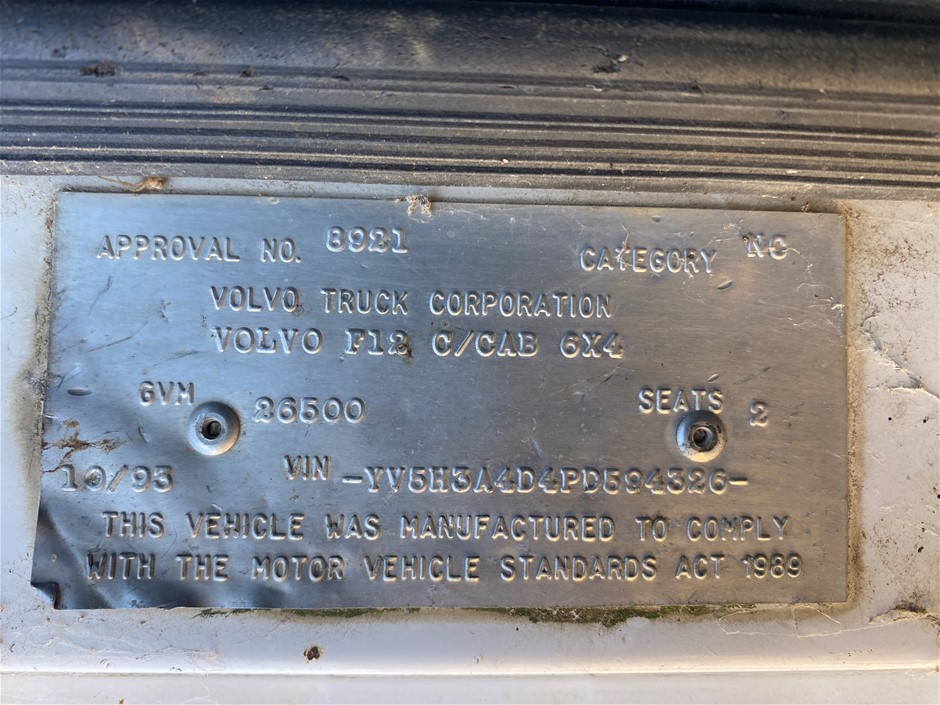 APPROVAL NO. 8921 CATEGORY NC
VOLVO TRUCK CORPORATION
VOLVO F12 C/CAB 6X4
GVM 26500 SEATS 2
10/93 VIN -YV5H3A4D4PD594326-
THIS VEHICLE WAS MANUFACTURED TO COMPLY
WITH THE MOTOR VEHICLE STANDARDS ACT 1989